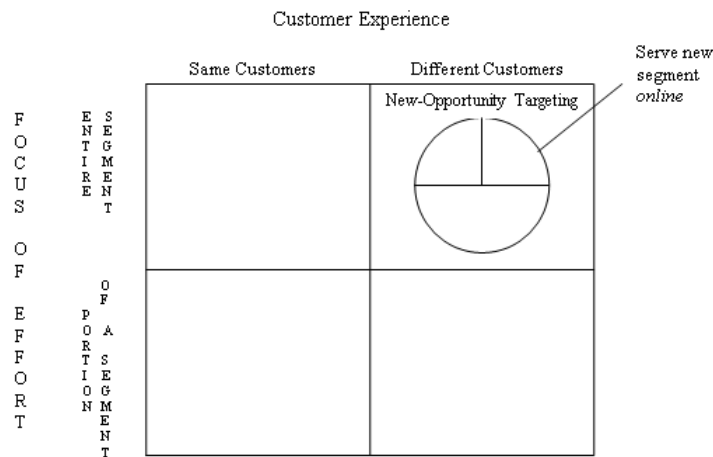 Customer Experience
Same Customers
Different Customers
Serve new
segment
online
New-Opportunity Targeting
FOCUS OF EFFORT
ENTIRE
SEGMENT
PORTION
OF A SEGMENT